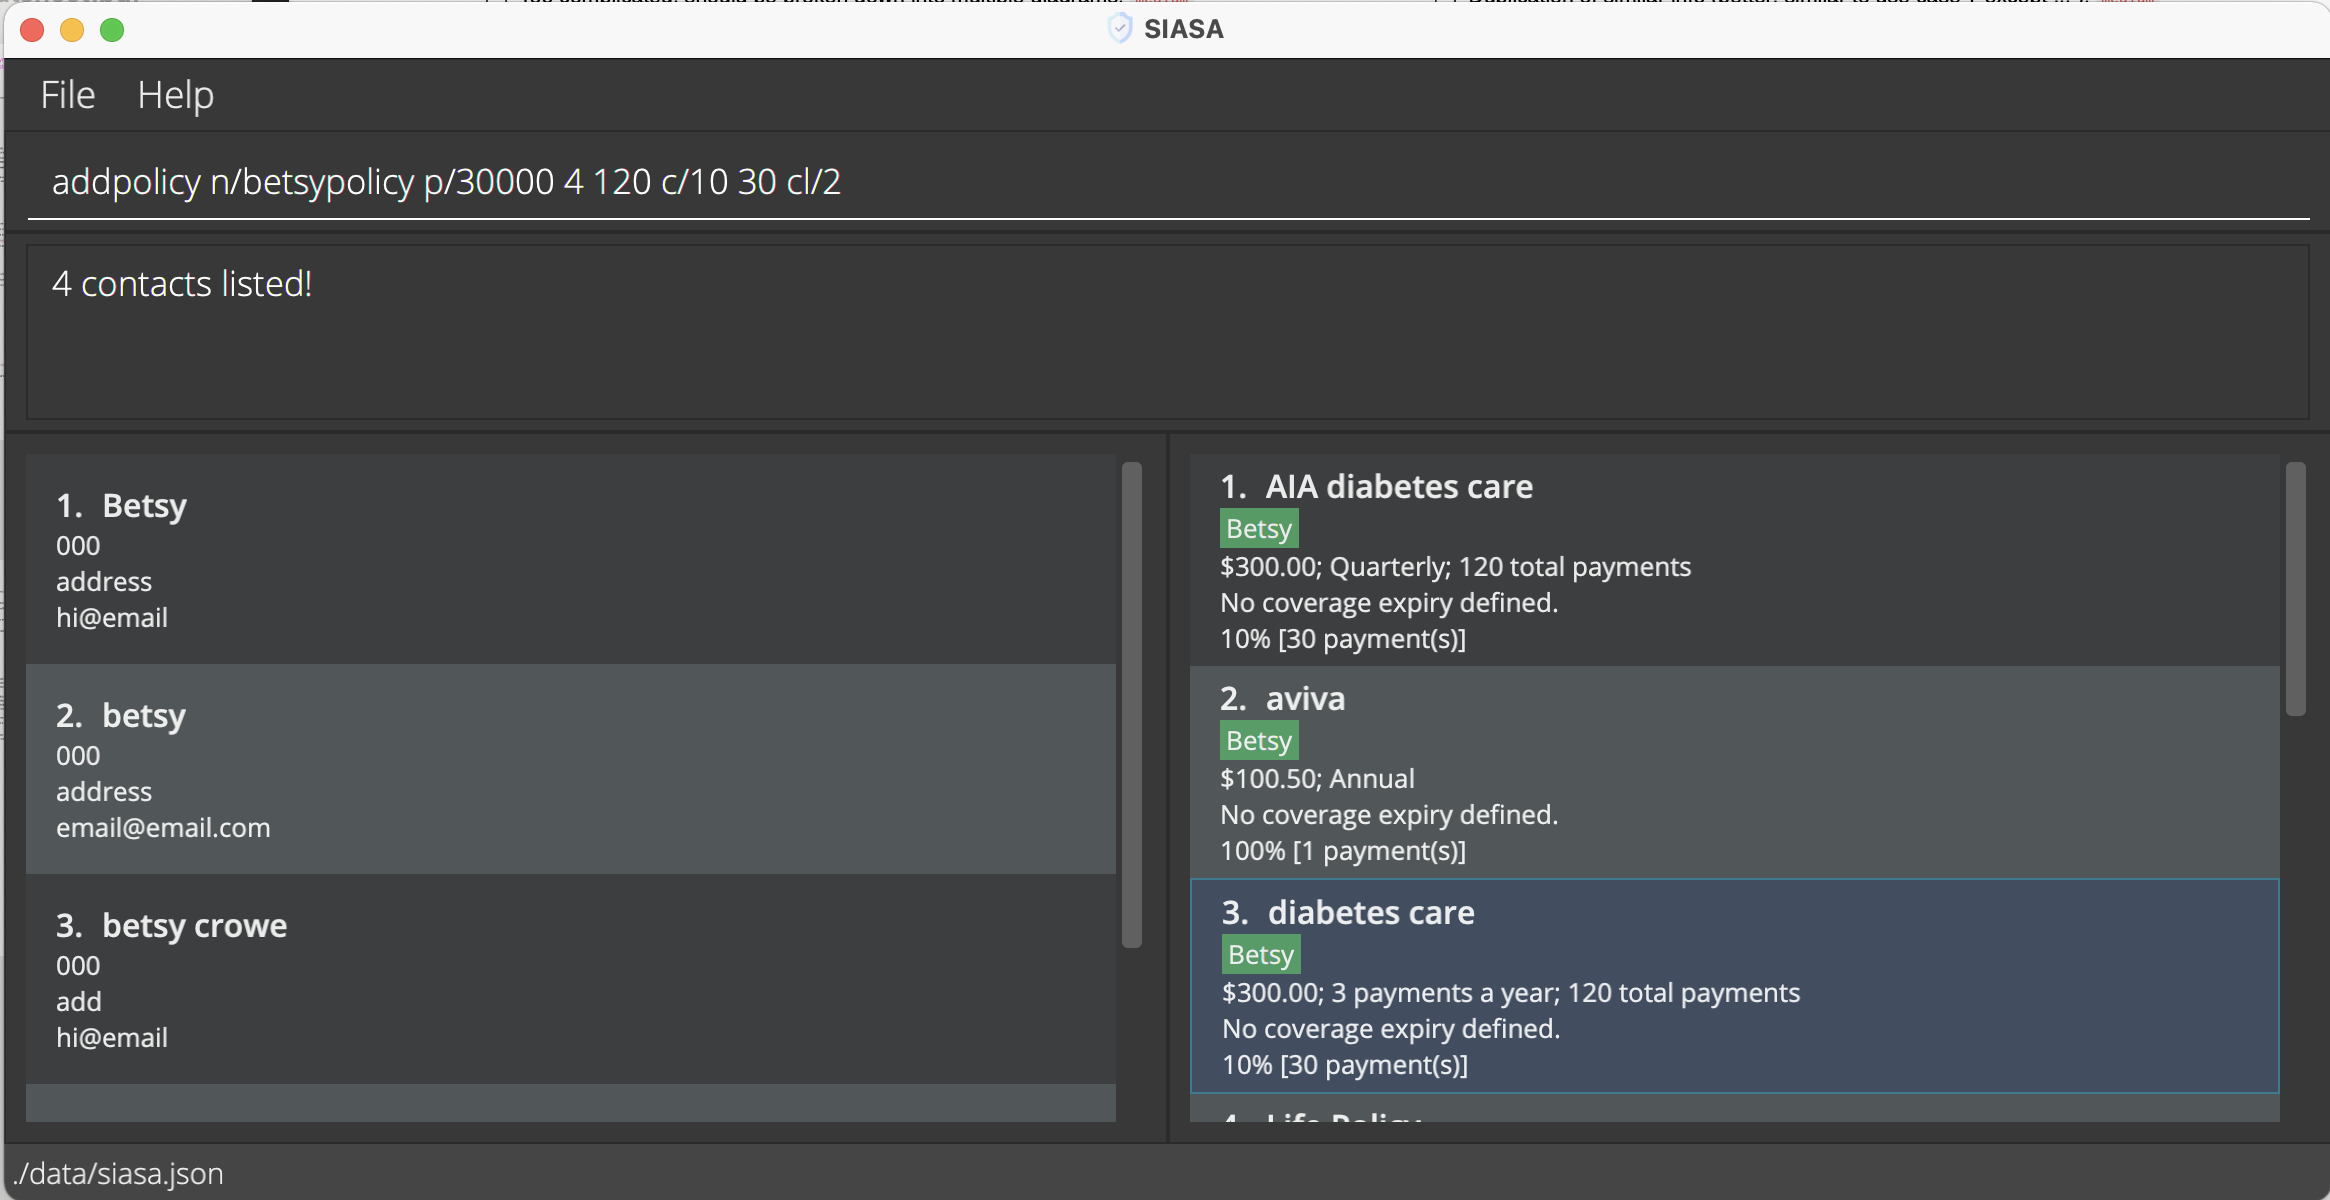 SIASA
File Help
addpolicy n/betsypolicy p/30000 4 120 c/10 30 cl/2
4 contacts listed!
1. Betsy
000
address
hi@email
2. betsy
000
address
email@email.com
3. betsy crowe
000
add
hi@email
1. AIA diabetes care
Betsy
$300.00; Quarterly; 120 total payments
No coverage expiry defined.
10% [30 payment(s)]
2. aviva
Betsy
$100.50; Annual
No coverage expiry defined.
100% [1 payment(s)]
3. diabetes care
Betsy
$300.00; 3 payments a year; 120 total payments
No coverage expiry defined.
10% [30 payment(s)]
4. Life Policy
./data/siasa.json